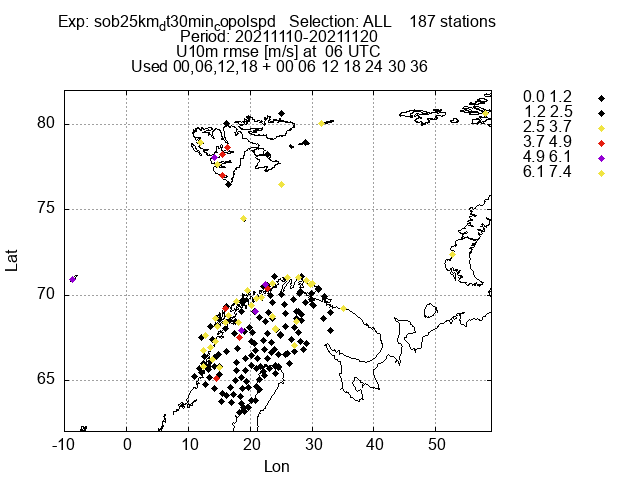 Exp: sob25km_dt30min_copolspd Selection: ALL 187 stations
Period: 20211110-20211120
U10m rmse [m/s] at 06 UTC
Used 00,06,12,18 + 00 06 12 18 24 30 36
0.0 1.2
1.2 2.5
2.5 3.7
3.7 4.9
4.9 6.1
6.1 7.4
80
75
70
65
Lat
-10 0 10 20 30 40 50
Lon